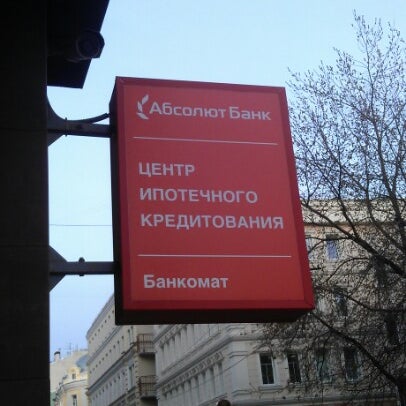 Абсолют Банк
ЦЕНТР
ИПОТЕЧНОГО
КРЕДИТОВАНИЯ
Банкомат